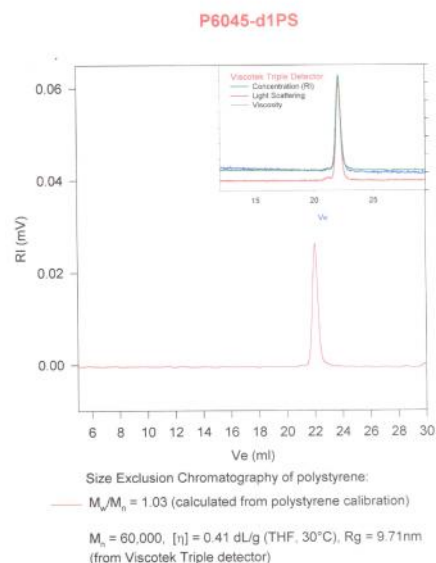 P6045-d1PS
Viscotek Triple Detector
Concentration (RI)
Light Scattering
Viscosity
15
20
25
Ve
0.06
0.04
0.02
0.00
RI (mV)
6 8 10 12 14 16 18 20 22 24 26 28 30
Ve (ml)
Size Exclusion Chromatography of polystyrene:
Mw/Mn = 1.03 (calculated from polystyrene calibration)
Mn = 60,000, [η] = 0.41 dL/g (THF, 30°C), Rg = 9.71nm
(from Viscotek Triple detector)